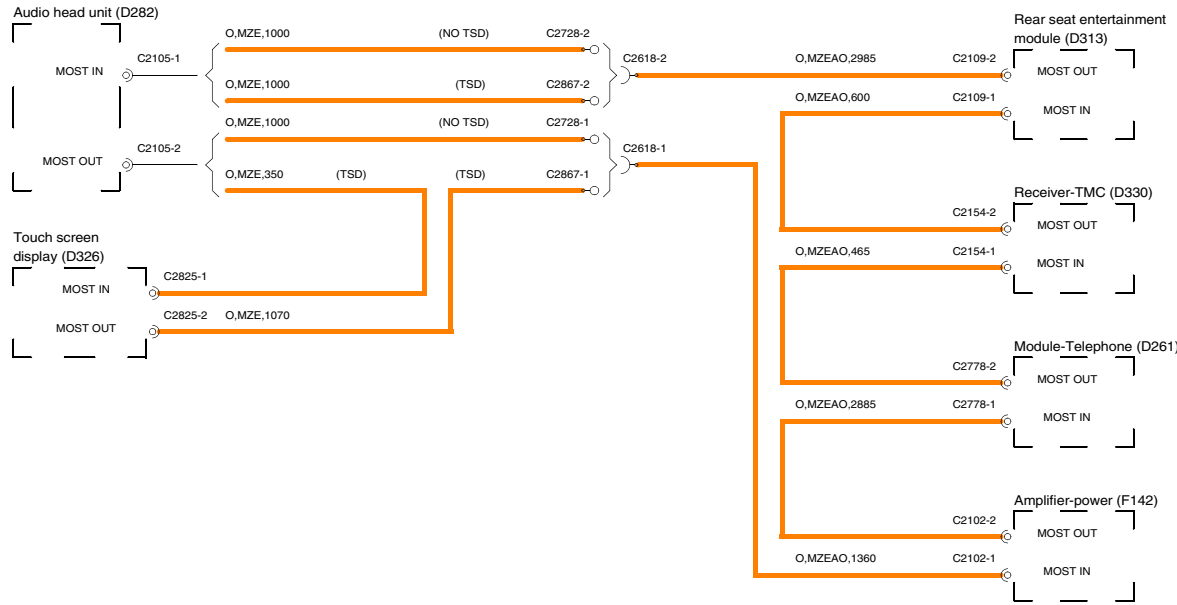 Audio head unit (D282)
MOST IN
C2105-1
O,MZE,1000
(NO TSD)
C2728-2
O,MZE,1000
(TSD)
C2867-2
C2618-2
MOST OUT
C2105-2
O,MZE,1000
(NO TSD)
C2728-1
O,MZE,350
(TSD)
(TSD)
C2867-1
C2618-1
Touch screen
display (D326)
MOST IN
C2825-1
MOST OUT
C2825-2
O,MZE,1070
Rear seat entertainment
module (D313)
O,MZEAO,2985
C2109-2
MOST OUT
O,MZEAO,600
C2109-1
MOST IN
Receiver-TMC (D330)
C2154-2
MOST OUT
O,MZEAO,465
C2154-1
MOST IN
Module-Telephone (D261)
C2778-2
MOST OUT
O,MZEAO,2885
C2778-1
MOST IN
Amplifier-power (F142)
C2102-2
MOST OUT
O,MZEAO,1360
C2102-1
MOST IN